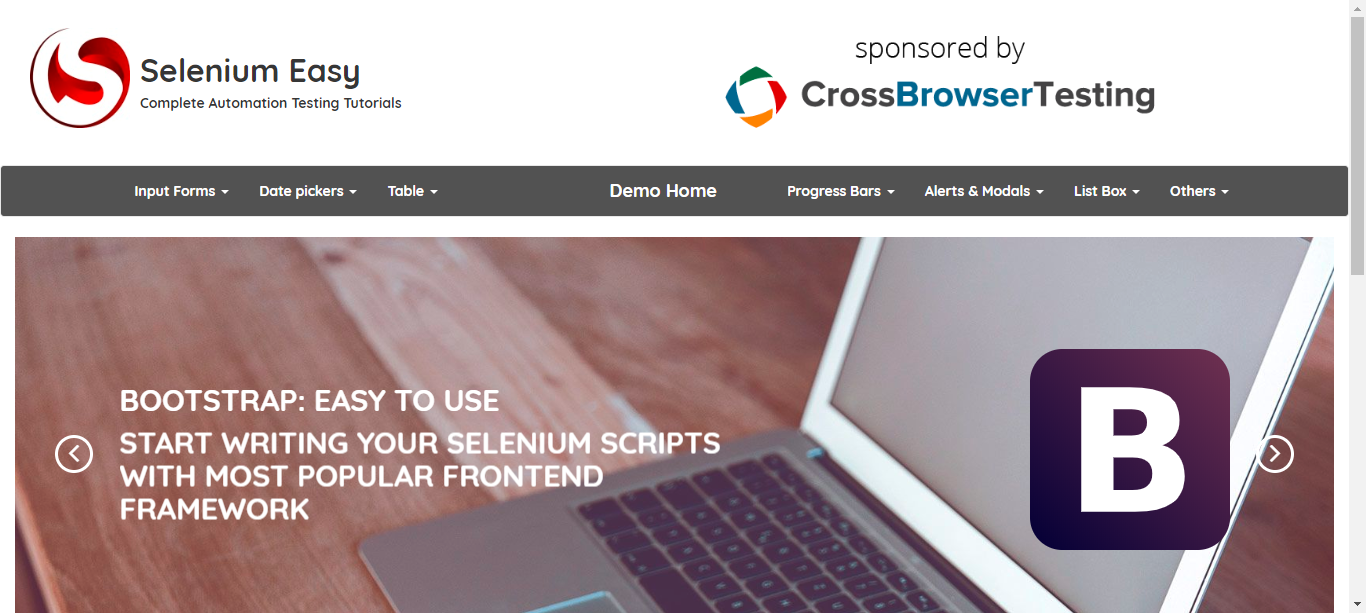 Selenium Easy
Complete Automation Testing Tutorials
sponsored by
CrossBrowserTesting
Input Forms Date pickers Table Demo Home Progress Bars Alerts & Modals List Box Others
BOOTSTRAP: EASY TO USE
START WRITING YOUR SELENIUM SCRIPTS
WITH MOST POPULAR FRONTEND
FRAMEWORK
B